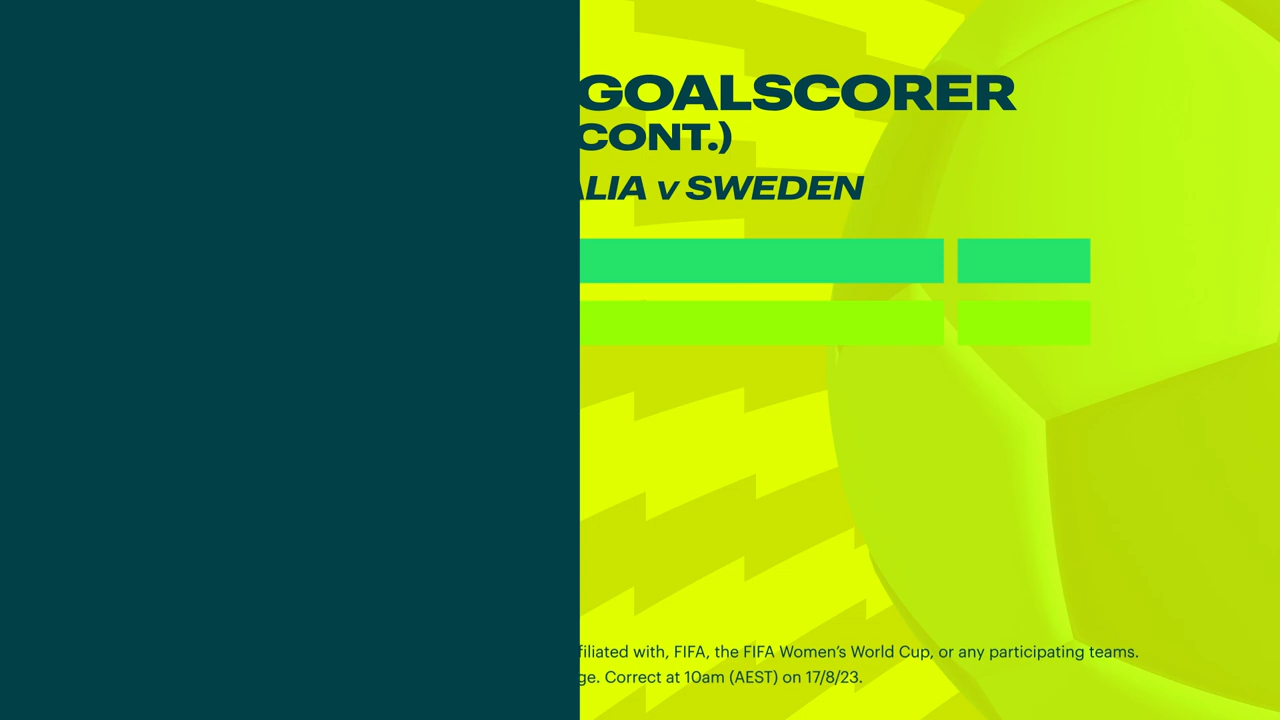 GOALSCORER
CONT.)
ALIA v SWEDEN
filiated with, FIFA, the FIFA Women's World Cup, or any participating teams.
ge. Correct at 10am (AEST) on 17/8/23.